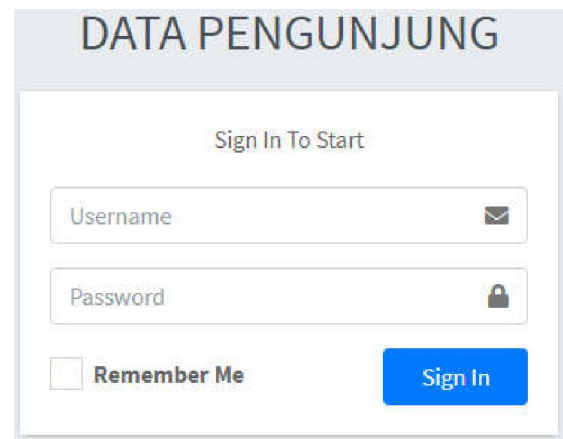 DATA PENGUNJUNG
Sign In To Start
Username
Password
Remember Me
Sign In